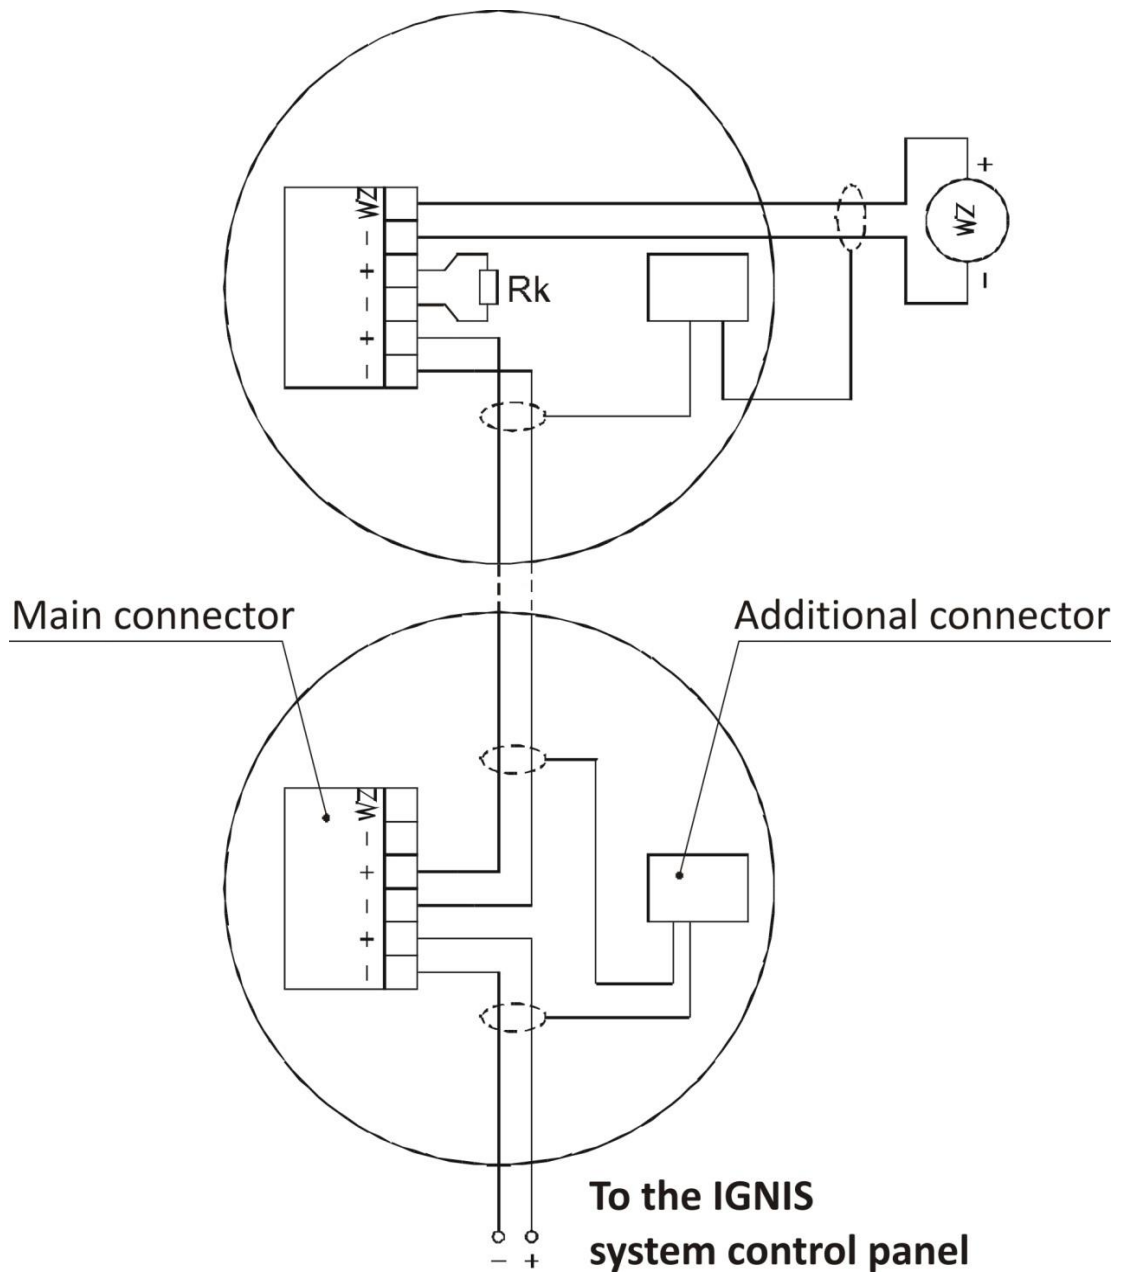 WZ
+
WZ
-
-
+
Rk
-
+
-
Main connector
Additional connector
WZ
-
+
-
+
-
To the IGNIS
- +
system control panel